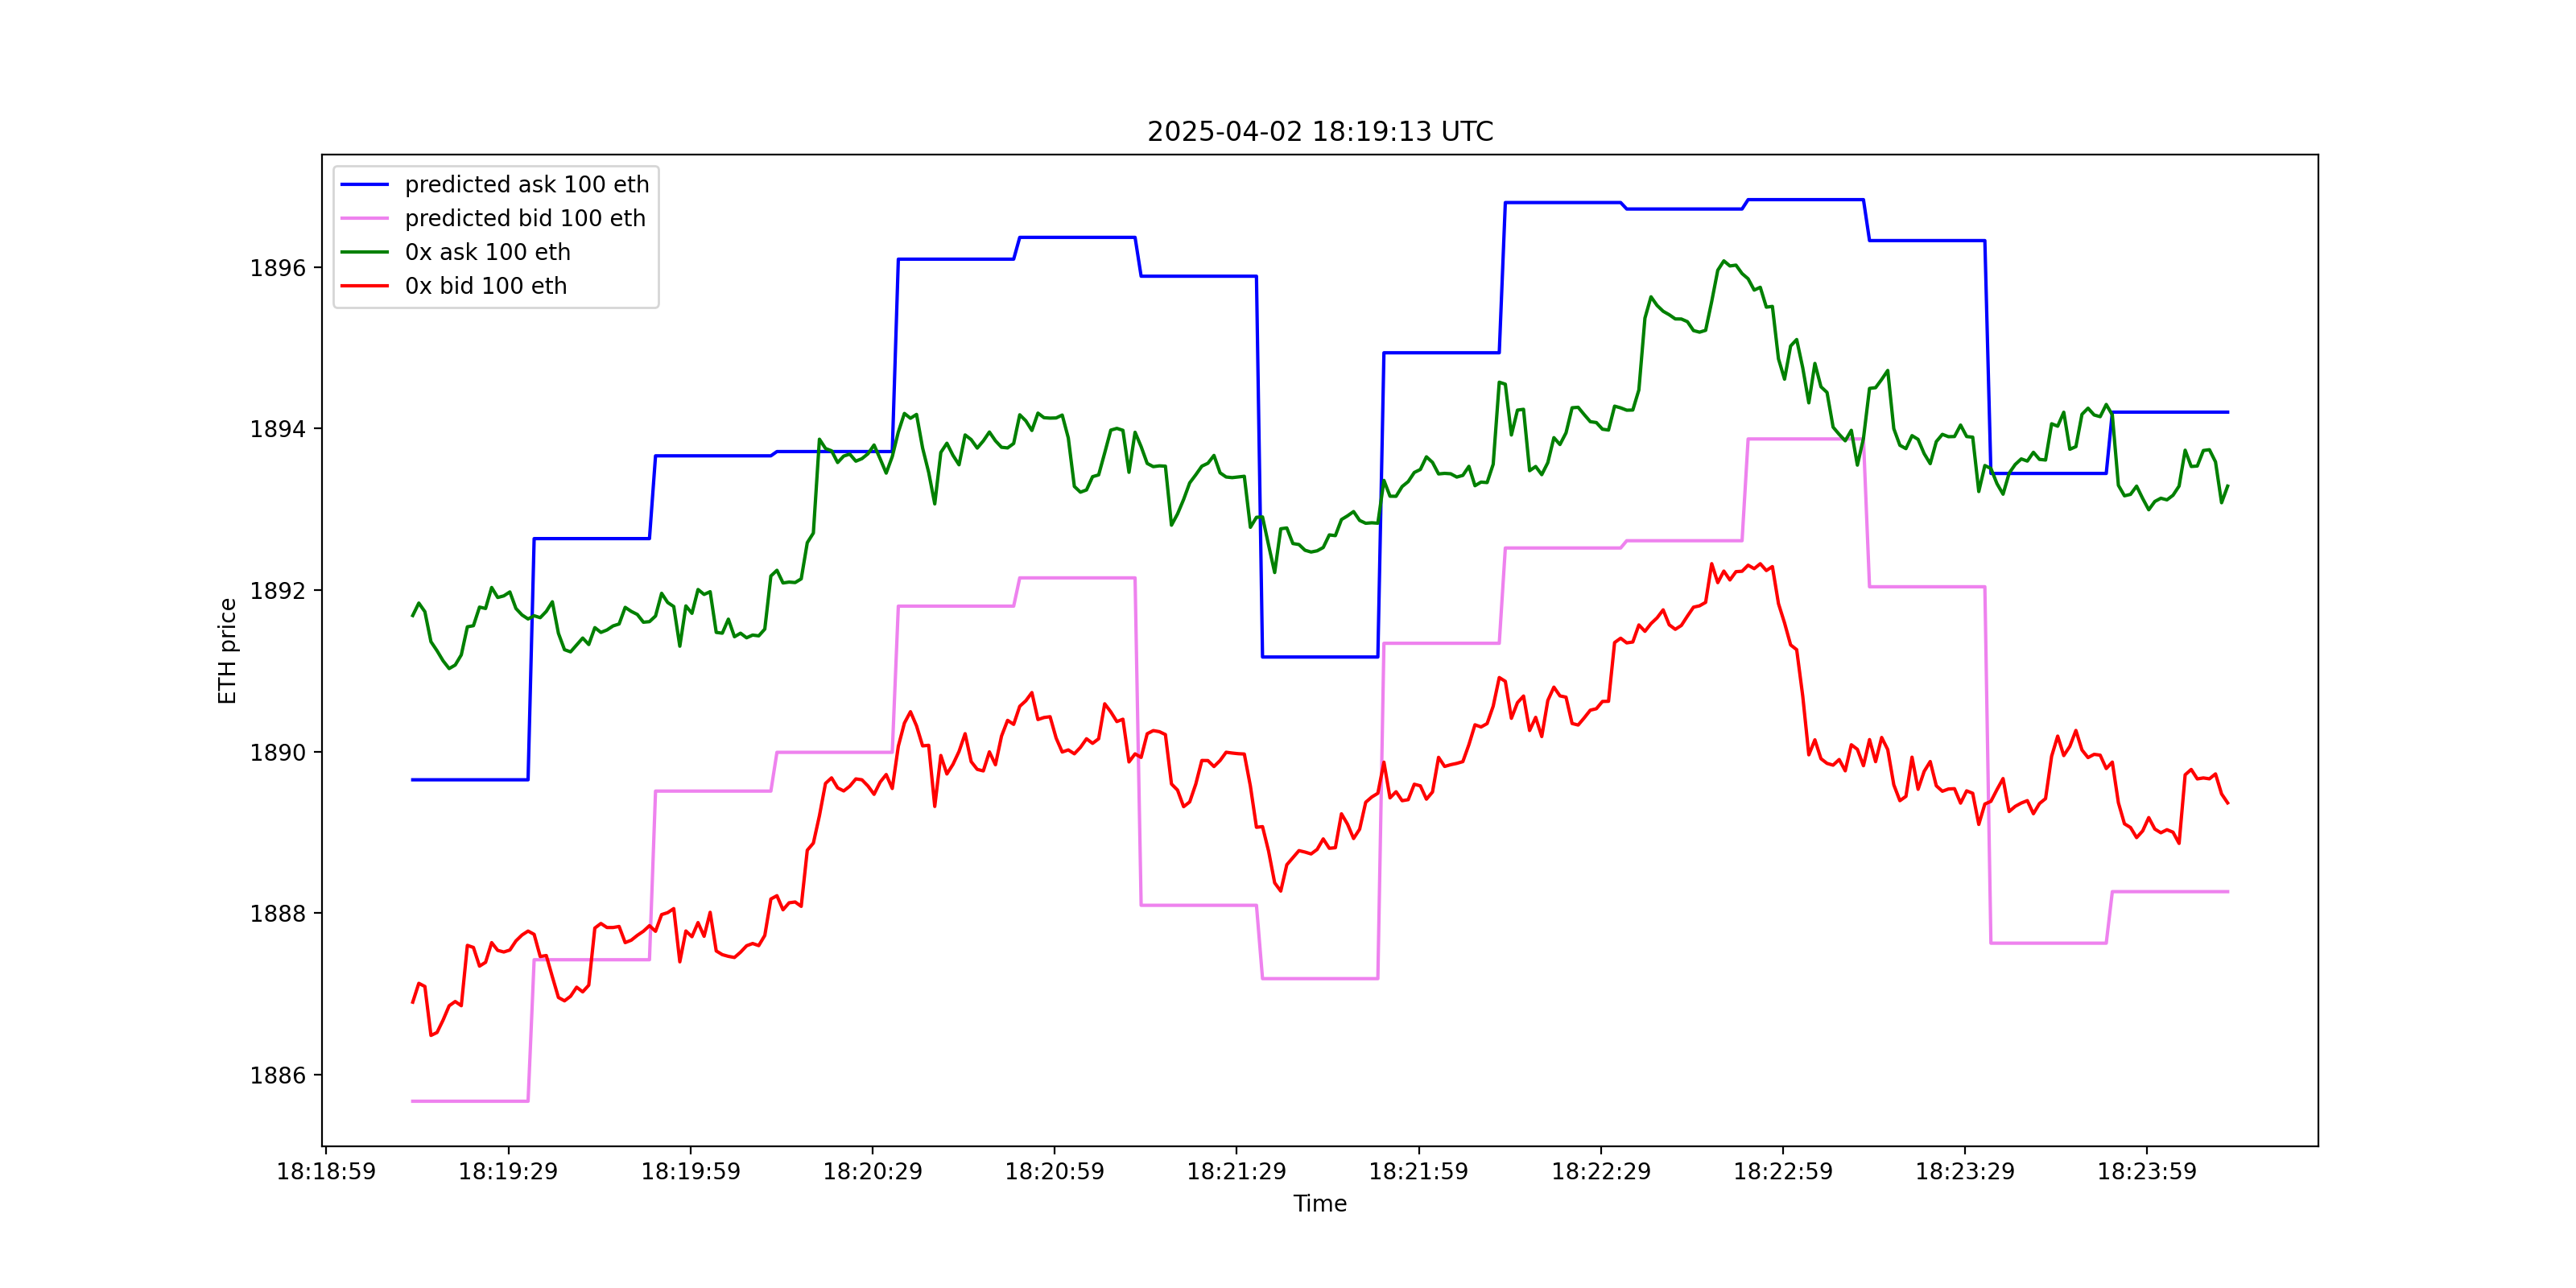 2025-04-02 18:19:13 UTC
predicted ask 100 eth
predicted bid 100 eth
0x ask 100 eth
0x bid 100 eth
ETH price
1896
1894
1892
1890
1888
1886
18:18:59 18:19:29 18:19:59 18:20:29 18:20:59 18:21:29 18:21:59 18:22:29 18:22:59 18:23:29 18:23:59
Time